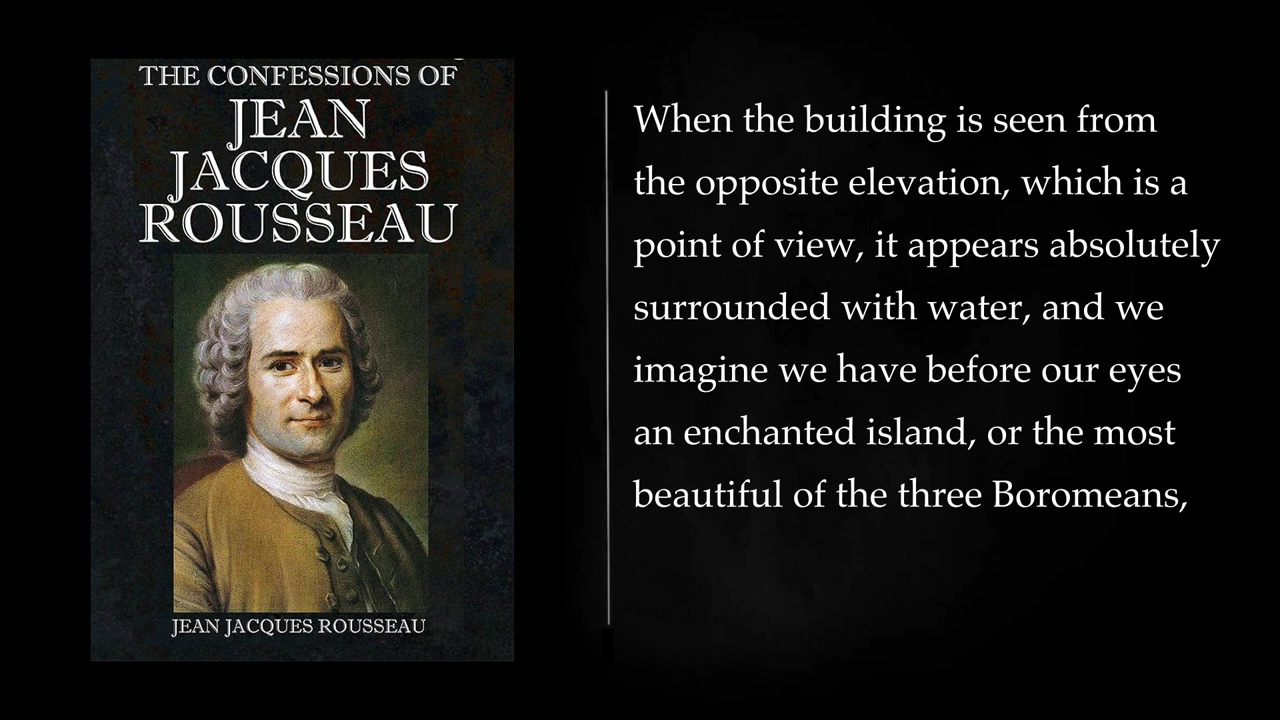 THE CONFESSIONS OF
JEAN
JACQUES
ROUSSEAU
JEAN JACQUES ROUSSEAU
When the building is seen from
the opposite elevation, which is a
point of view, it appears absolutely
surrounded with water, and we
imagine we have before our eyes
an enchanted island, or the most
beautiful of the three Boromeans,